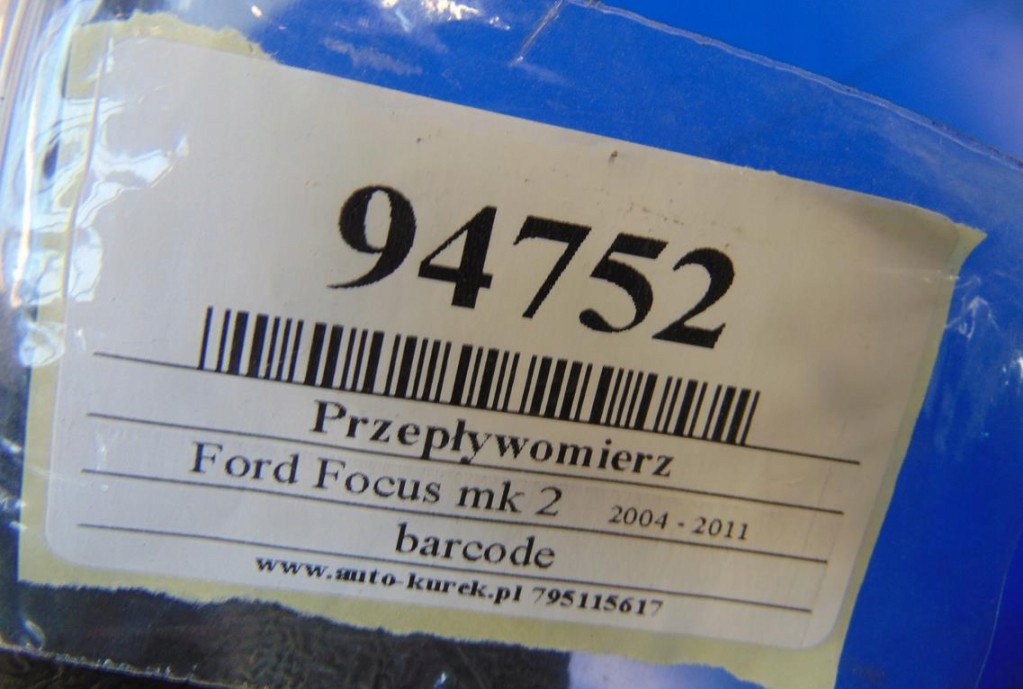 94752
Przepływomierz
Ford Focus mk 2 2004 - 2011
barcode
www.auto-kurek.pl 795115617